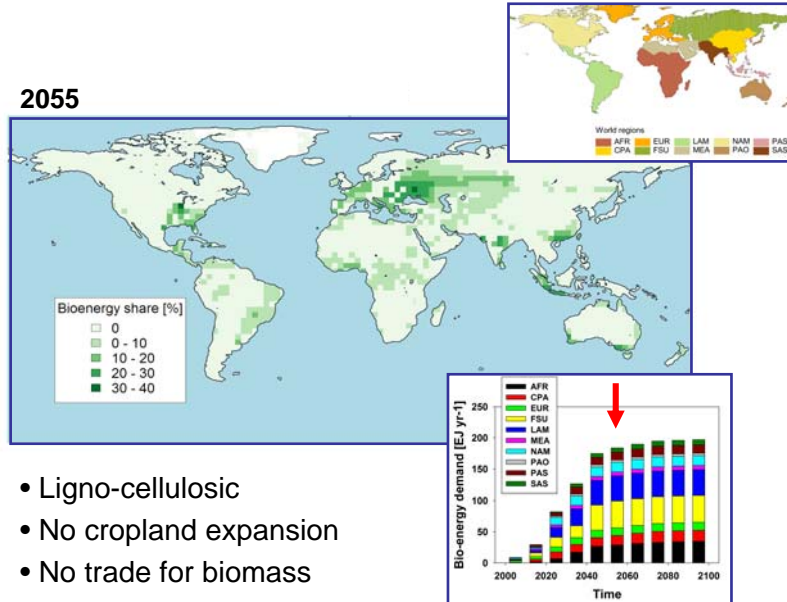 2055
World regions
AFR EUR LAM NAM PAS
CPA FSU MEA PAO SAS
Bioenergy share [%]
0
0 - 10
10 - 20
20 - 30
30 - 40
AFR
CPA
EUR
FSU
LAM
MEA
NAM
PAO
PAS
SAS
Bio-energy demand [EJ yr-1]
250
200
150
100
50
0
2000 2020 2040 2060 2080 2100
Time
• Ligno-cellulosic
• No cropland expansion
• No trade for biomass